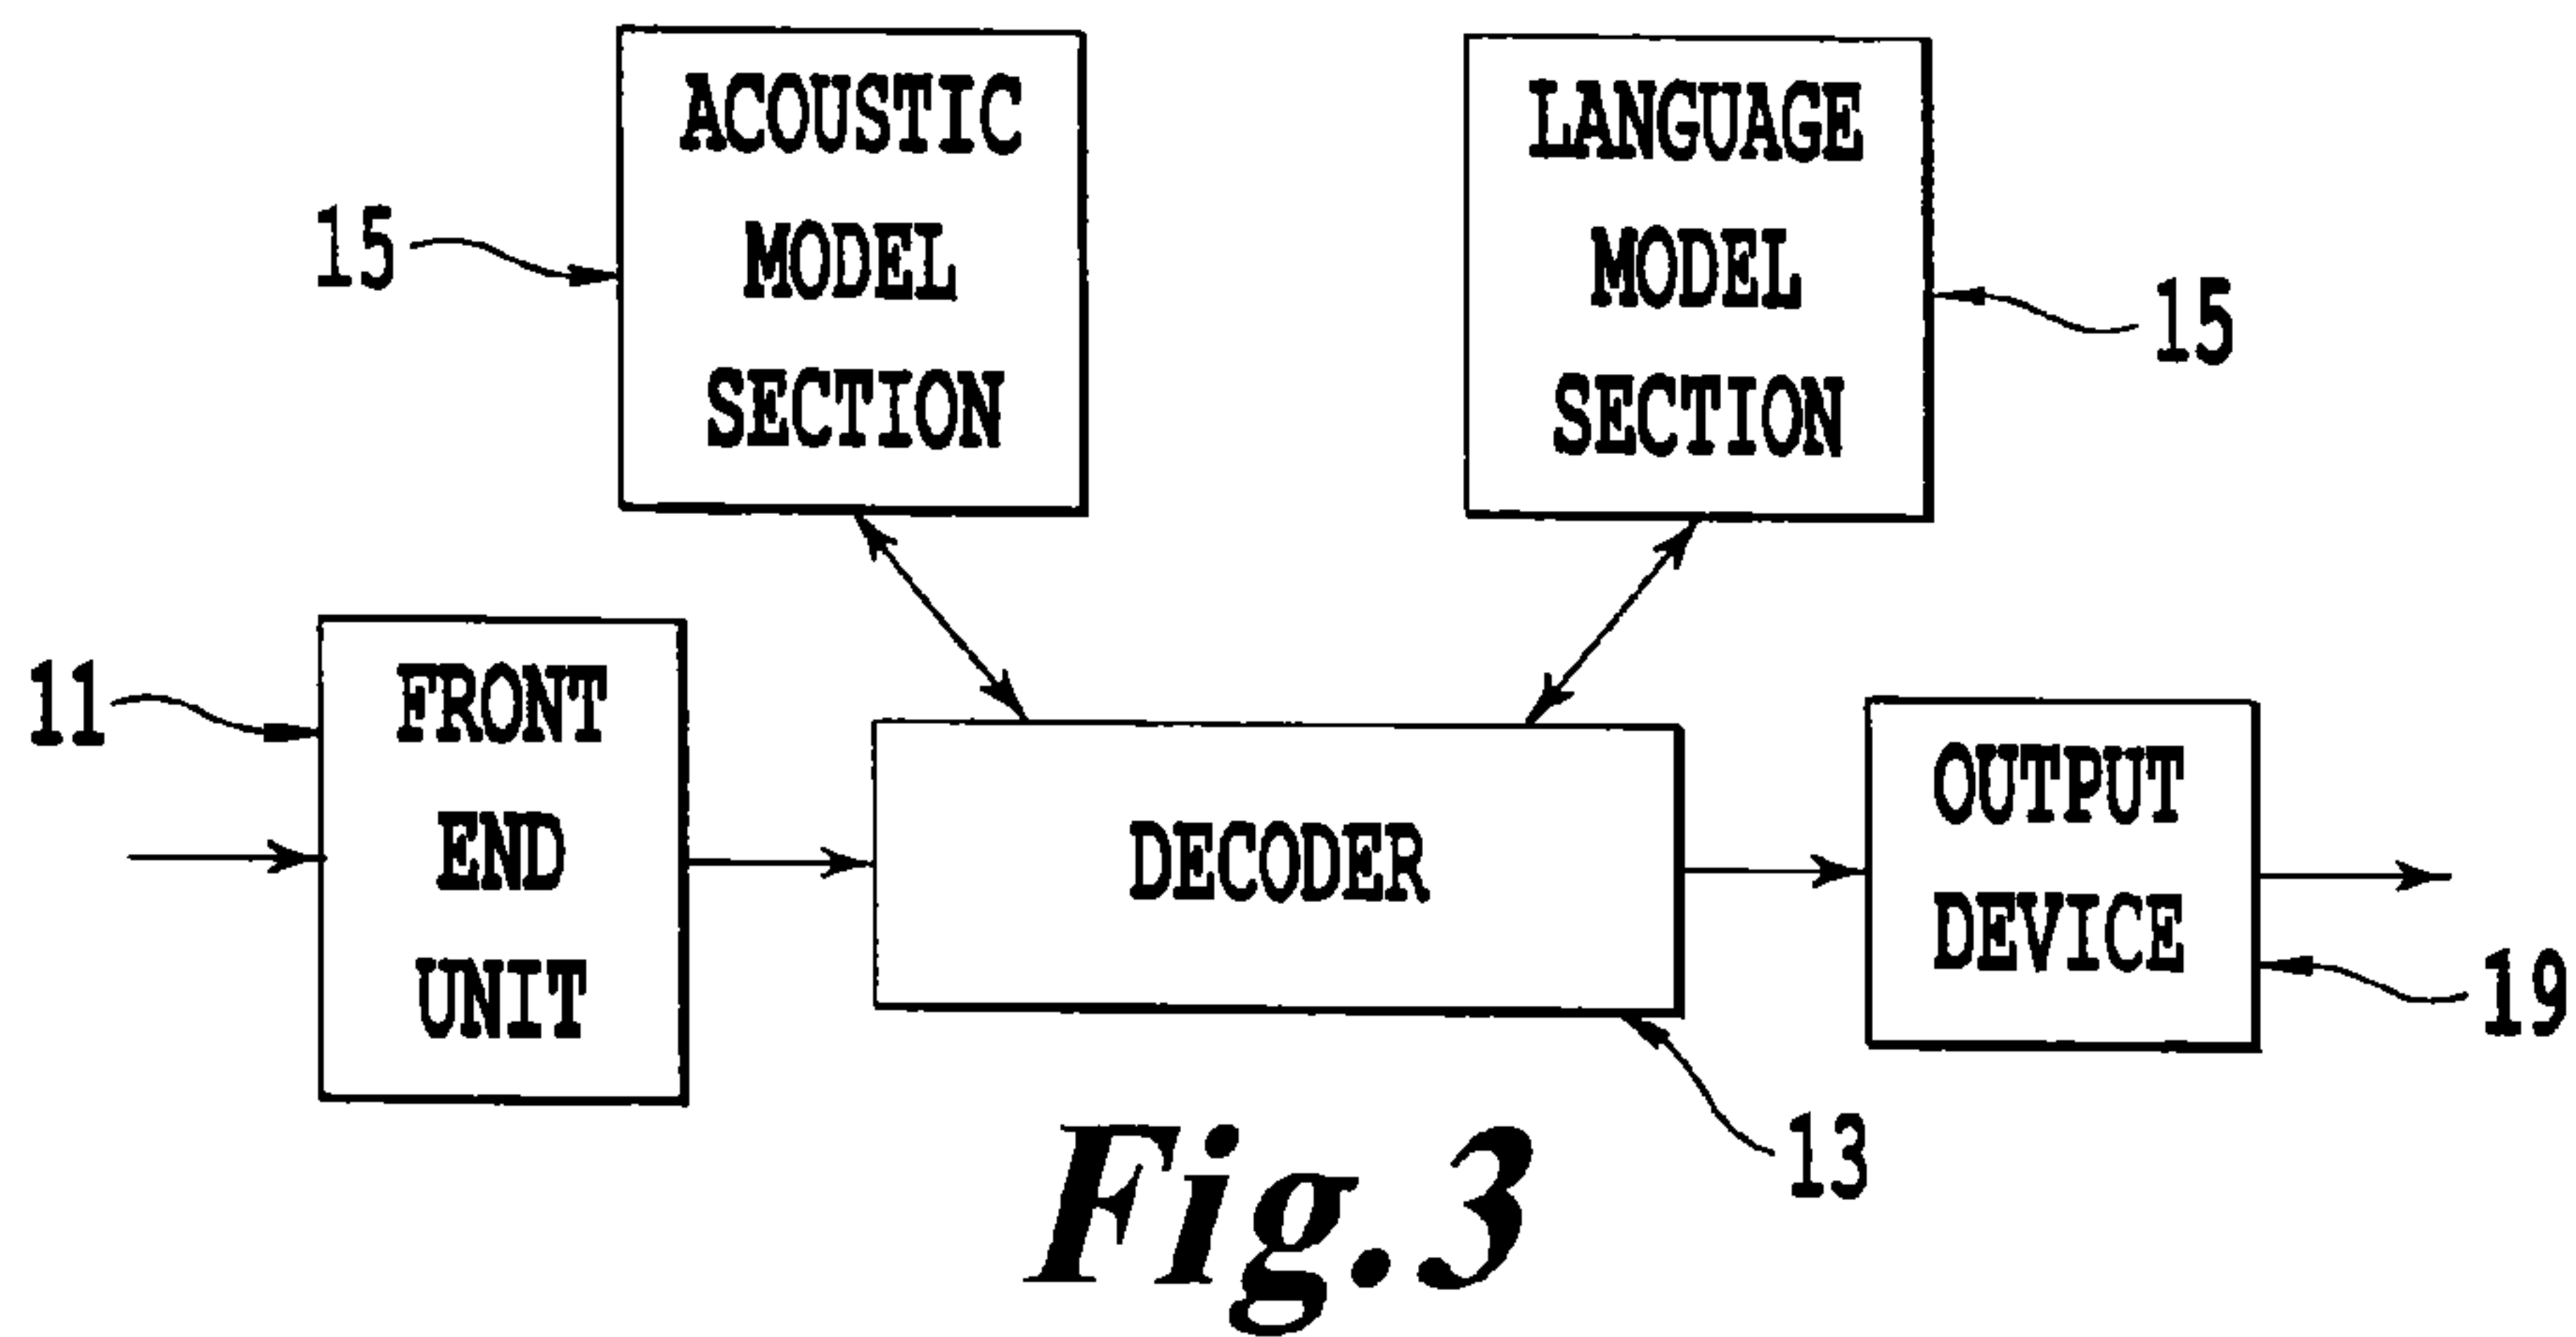 ACOUSTIC
MODEL
SECTION
15
LANGUAGE
MODEL
SECTION
15
11
FRONT
END
UNIT
DECODER
OUTPUT
DEVICE
19
13
Fig.3